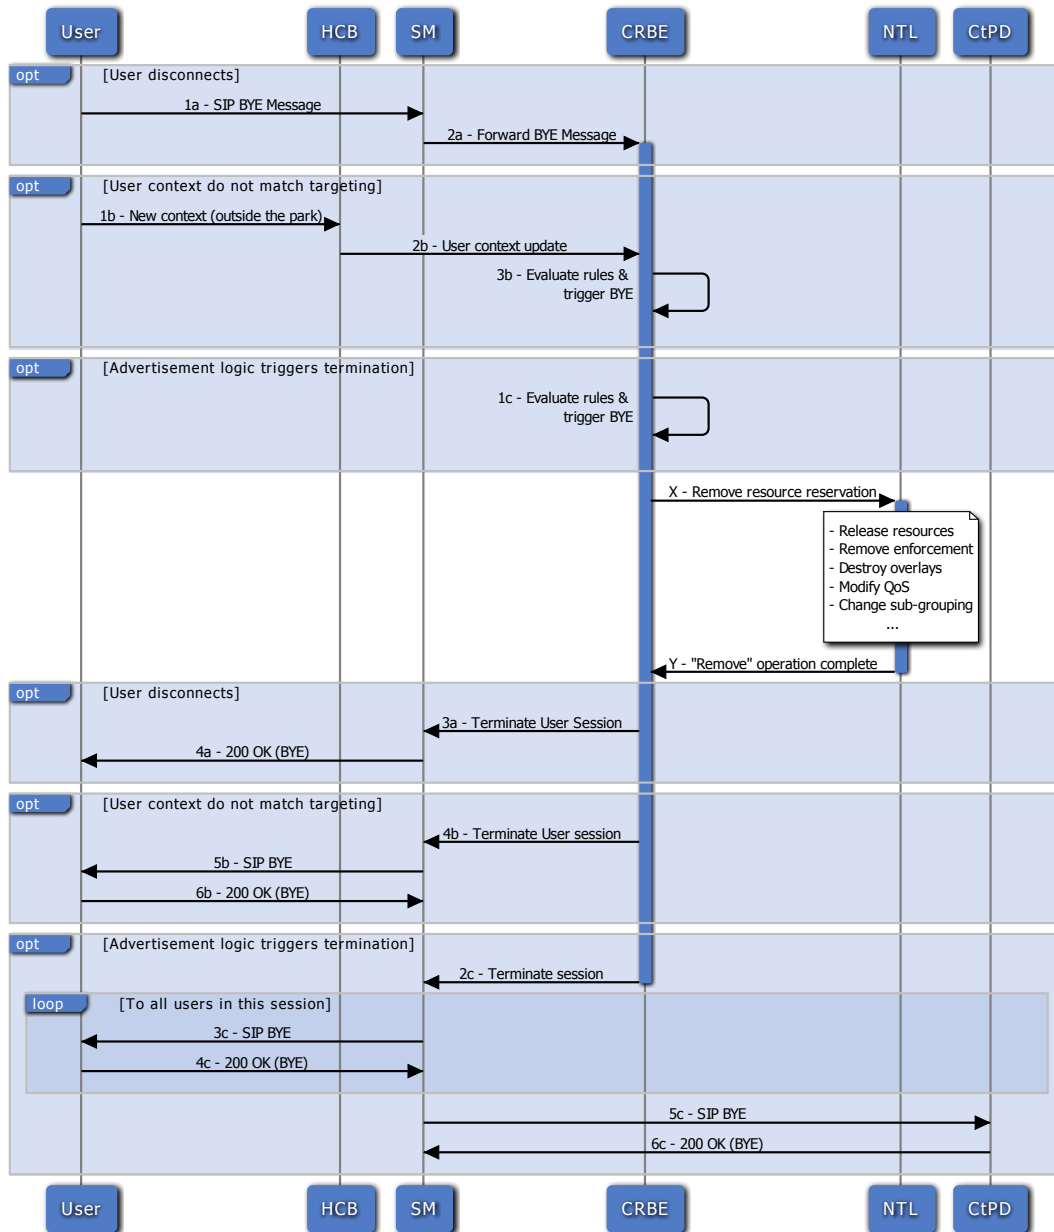 User HCB SM CRBE NTL CtPD
opt [User disconnects]
1a - SIP BYE Message
2a - Forward BYE Message
opt [User context do not match targeting]
1b - New context (outside the park)
2b - User context update
3b - Evaluate rules &
trigger BYE
opt [Advertisement logic triggers termination]
1c - Evaluate rules &
trigger BYE
X - Remove resource reservation
- Release resources
- Remove enforcement
- Destroy overlays
- Modify QoS
- Change sub-grouping
...
Y - "Remove" operation complete
opt [User disconnects]
3a - Terminate User Session
4a - 200 OK (BYE)
opt [User context do not match targeting]
4b - Terminate User session
5b - SIP BYE
6b - 200 OK (BYE)
opt [Advertisement logic triggers termination]
2c - Terminate session
loop [To all users in this session]
3c - SIP BYE
4c - 200 OK (BYE)
5c - SIP BYE
6c - 200 OK (BYE)
User HCB SM CRBE NTL CtPD